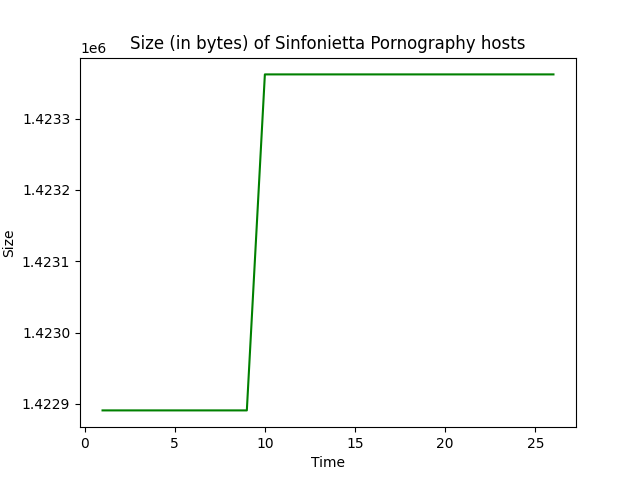 Size (in bytes) of Sinfonietta Pornography hosts
1e6
1.4233
1.4232
1.4231
1.4230
1.4229
Size
0 5 10 15 20 25
Time